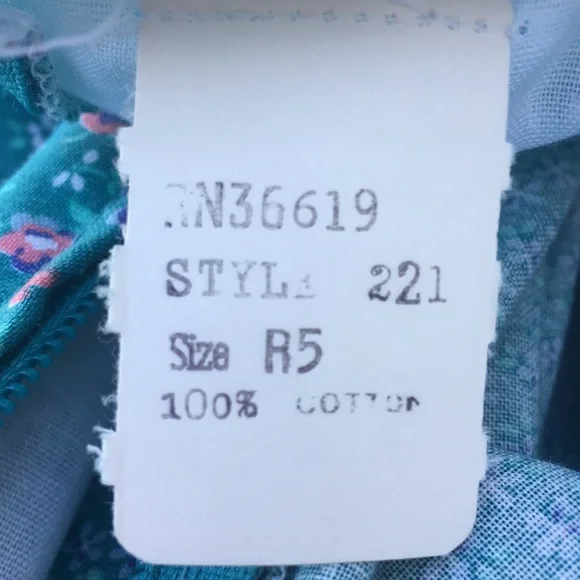 RN36619
STYLE 221
Size R5
100% COTTON